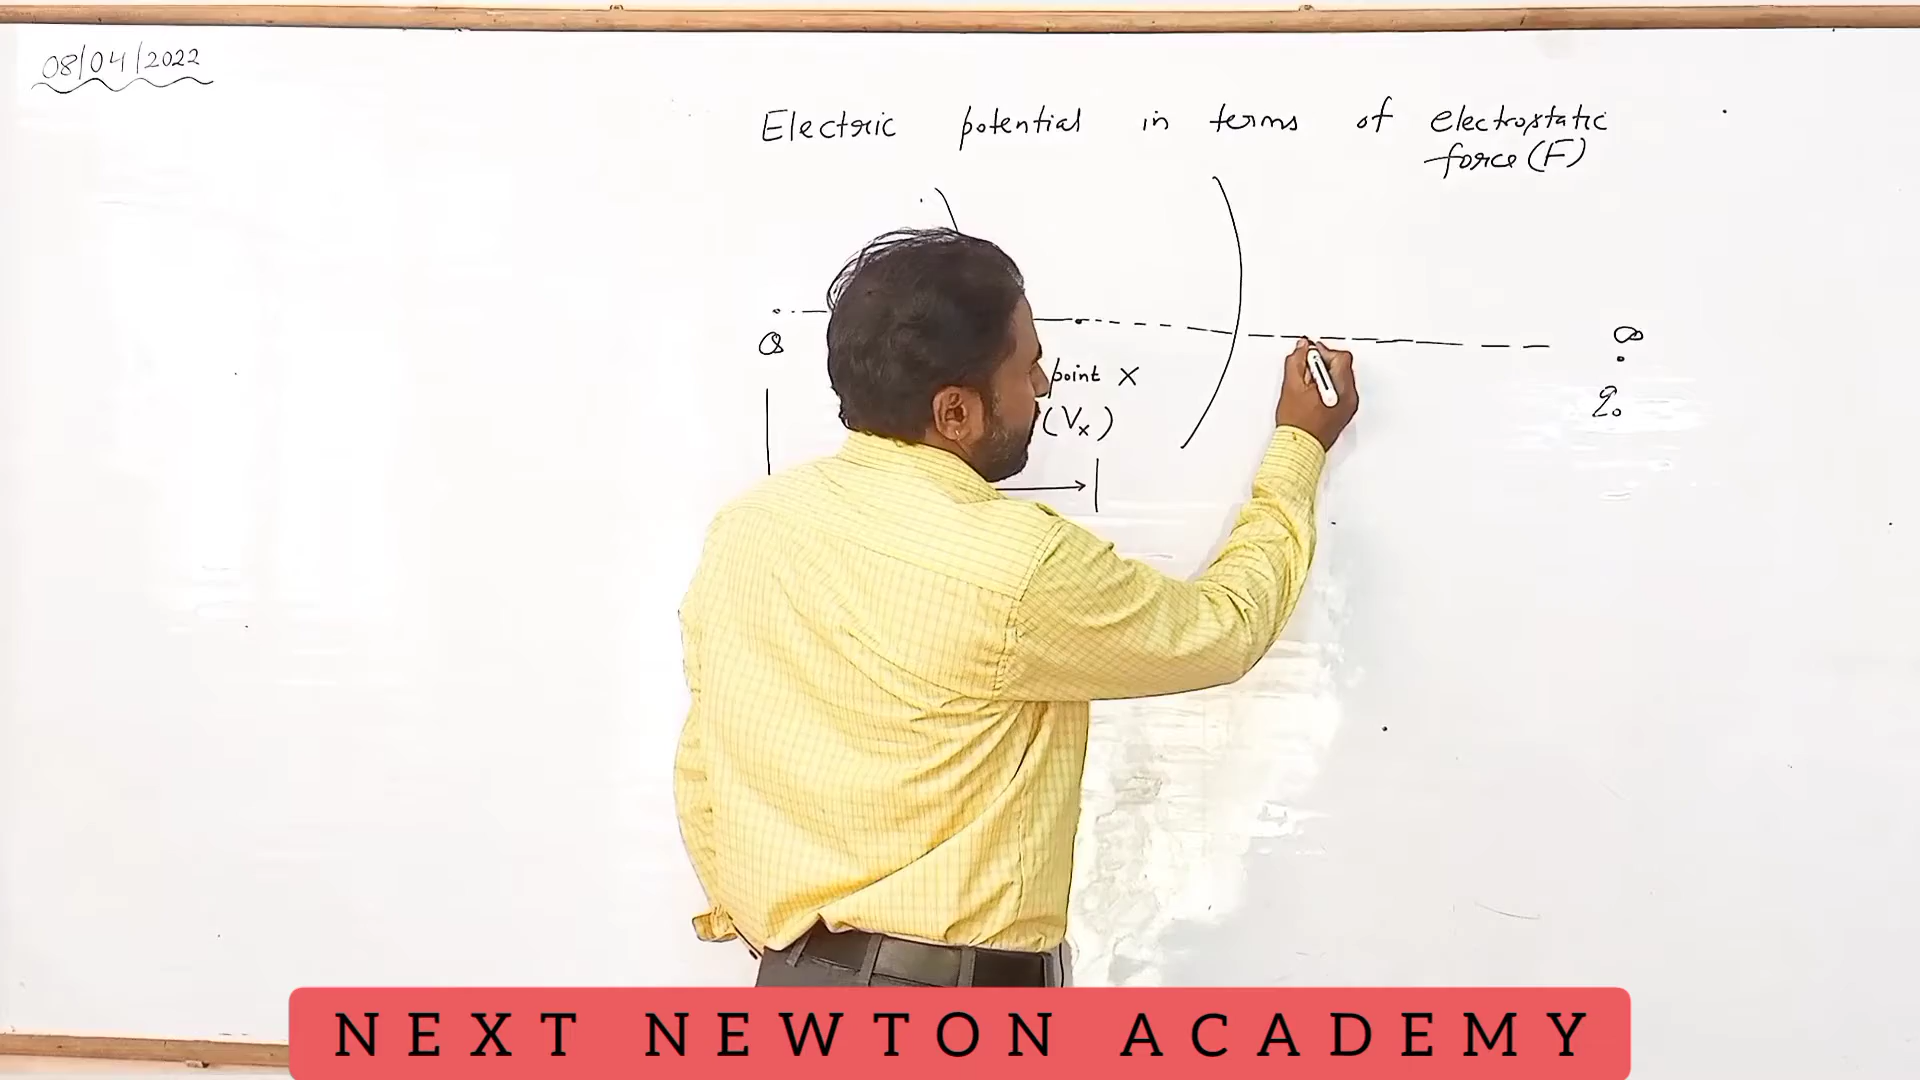 08/04/2022
Electric potential in terms of electrostatic
force (F)
Q
∞
point X
q₀
(Vₓ)
NEXT NEWTON ACADEMY